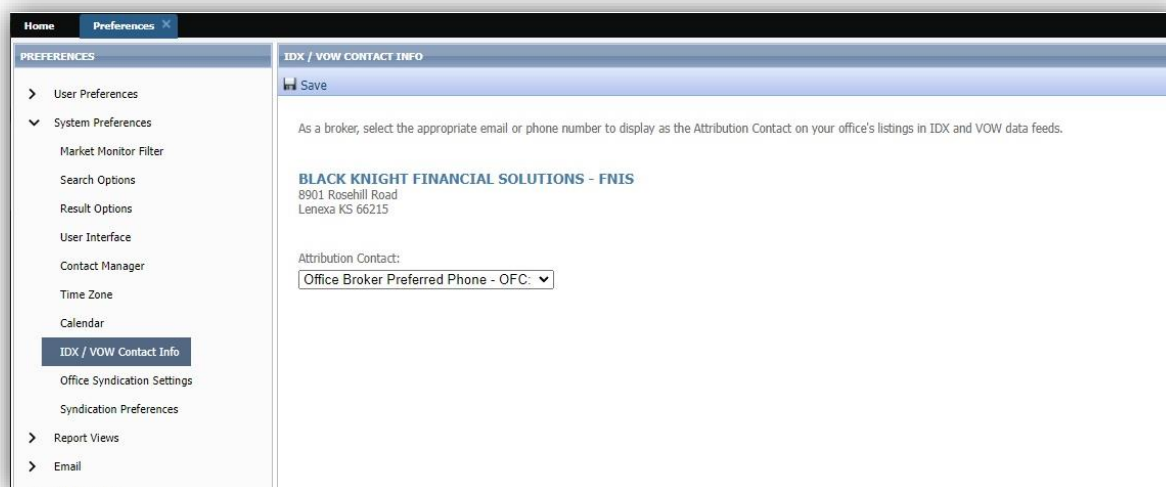 Home
Preferences
PREFERENCES
User Preferences
System Preferences
Market Monitor Filter
Search Options
Result Options
User Interface
Contact Manager
Time Zone
Calendar
IDX / VOW Contact Info
Office Syndication Settings
Syndication Preferences
Report Views
Email
IDX / VOW CONTACT INFO
Save
As a broker, select the appropriate email or phone number to display as the Attribution Contact on your office's listings in IDX and VOW data feeds.
BLACK KNIGHT FINANCIAL SOLUTIONS - FNIS
8901 Rosehill Road
Lenexa KS 66215
Attribution Contact:
Office Broker Preferred Phone - OFC: